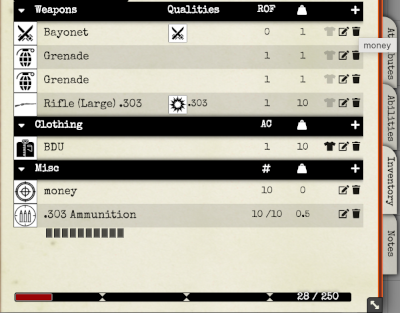 Weapons Qualities ROF
Bayonet 0 1
Grenade 1 1
Grenade 1 1
Rifle (Large) .303 .303 1 10
Clothing AC
BDU 1 10
Misc #
money 10 0
.303 Ammunition 10 /10 0.5
28 / 250
money
Attributes
Abilities
Inventory
Notes